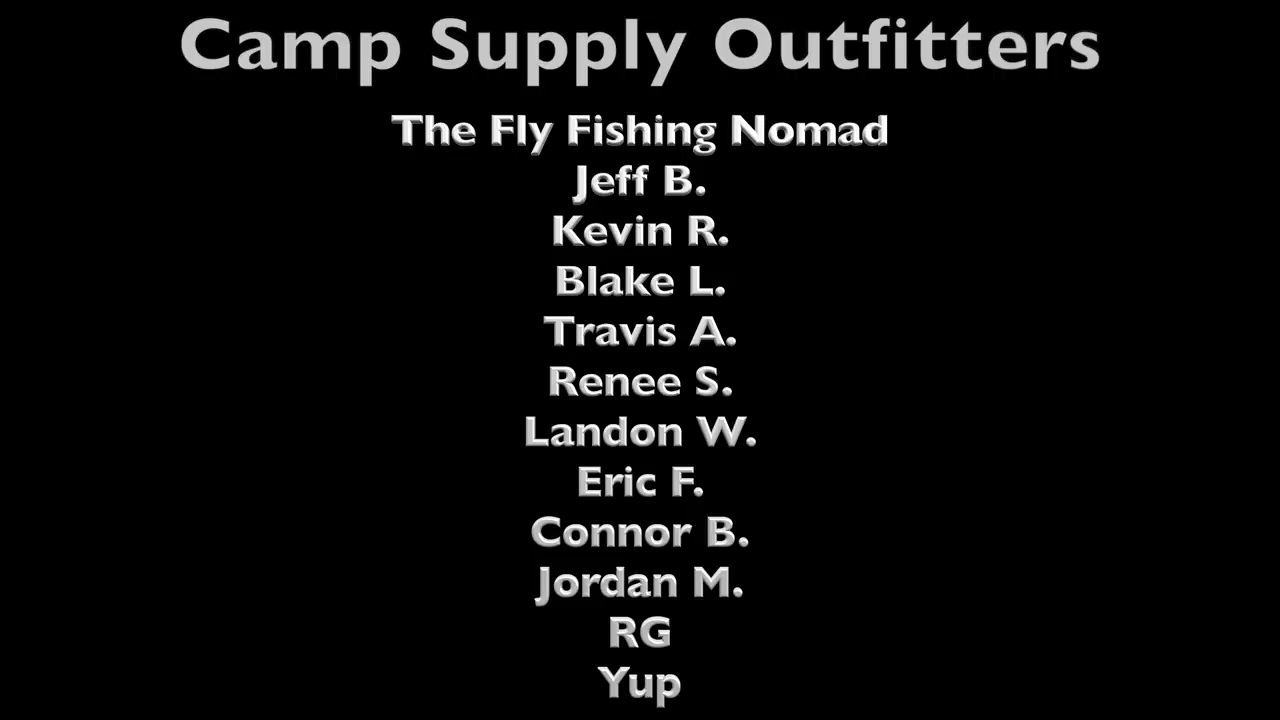 Camp Supply Outfitters
The Fly Fishing Nomad
Jeff B.
Kevin R.
Blake L.
Travis A.
Renee S.
Landon W.
Eric F.
Connor B.
Jordan M.
RG
Yup